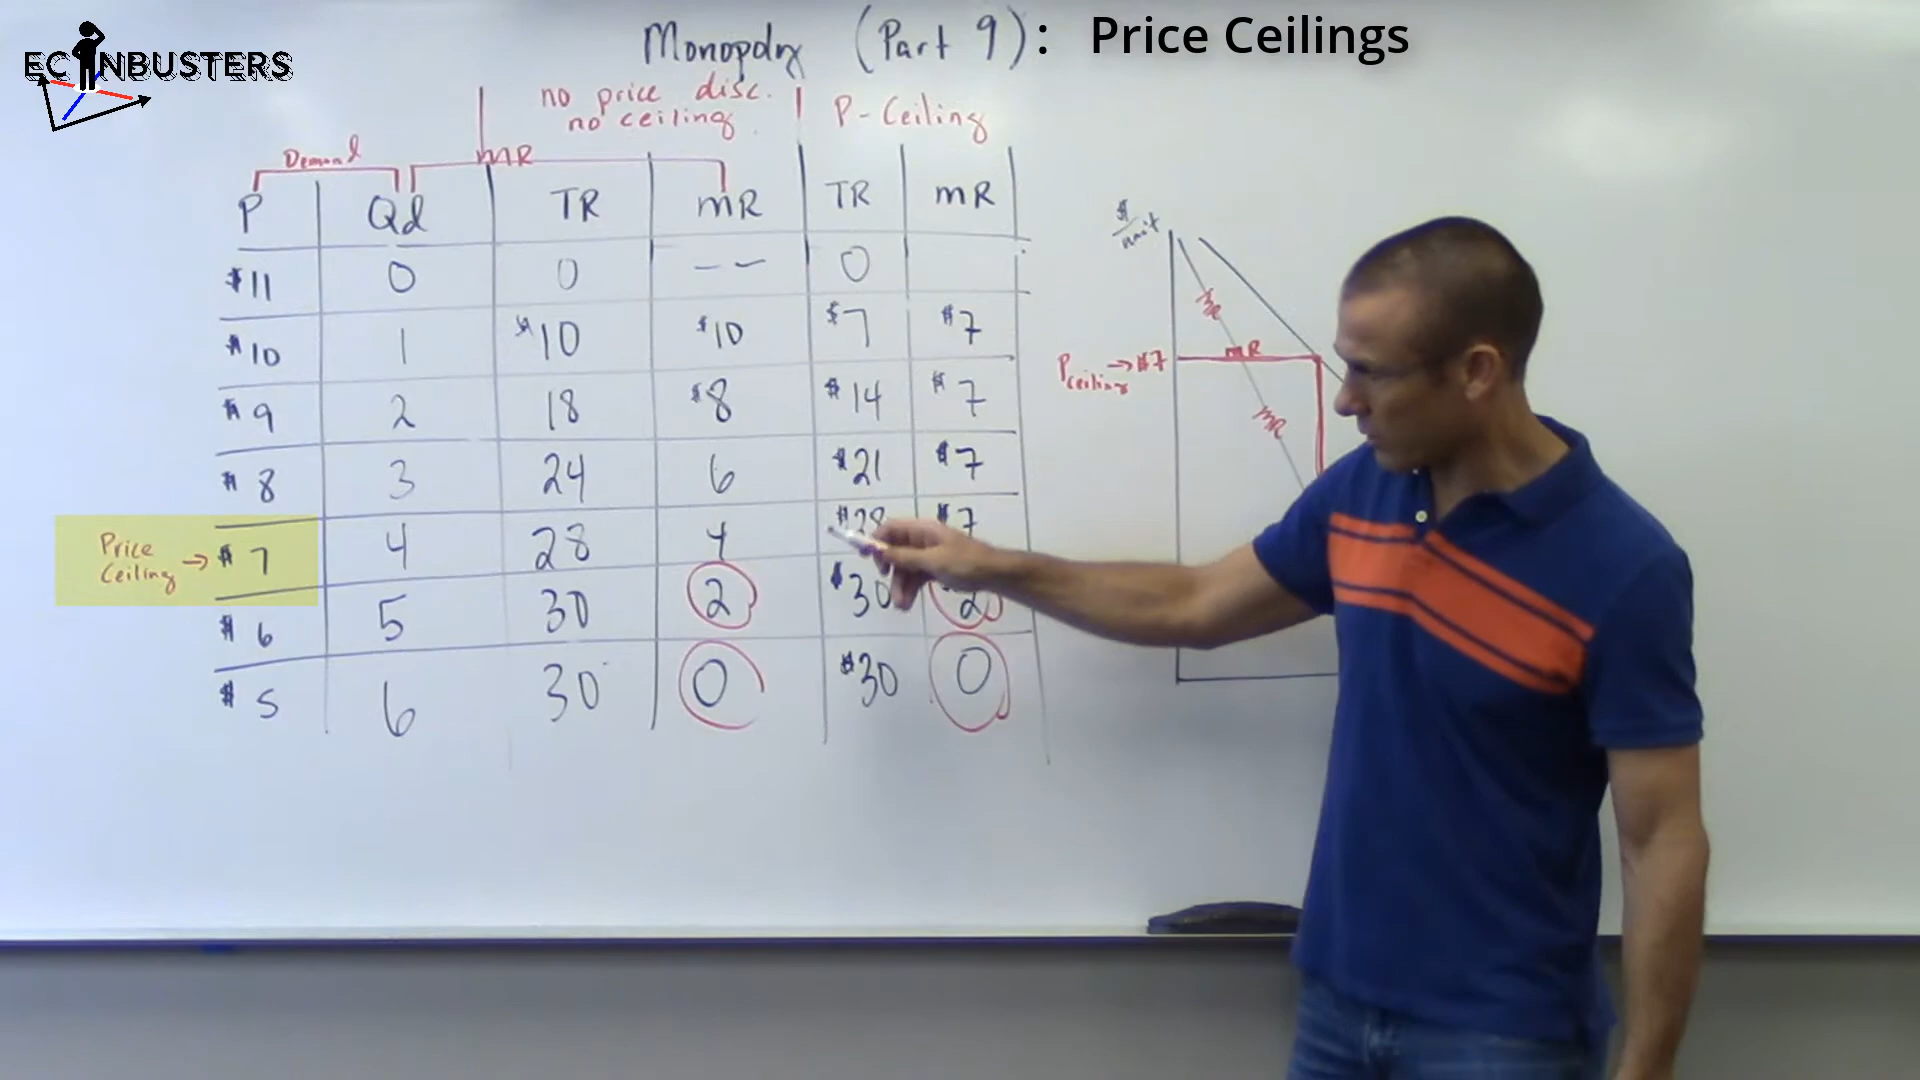 Monopoly (Part 9): Price Ceilings
ECONBUSTERS
no price disc.
no ceiling
P-Ceiling
Demand
MR
P Qd TR MR TR MR
$11 0 0 -- 0
$10 1 $10 $10 $7 $7
$9 2 18 $8 $14 $7
$8 3 24 6 $21 $7
Price
Ceiling → $7 4 28 4 $28 $7
$6 5 30 2 $30 2
$5 6 30 0 $30 0
$/unit
MR
MR
P Ceiling → $7
MR